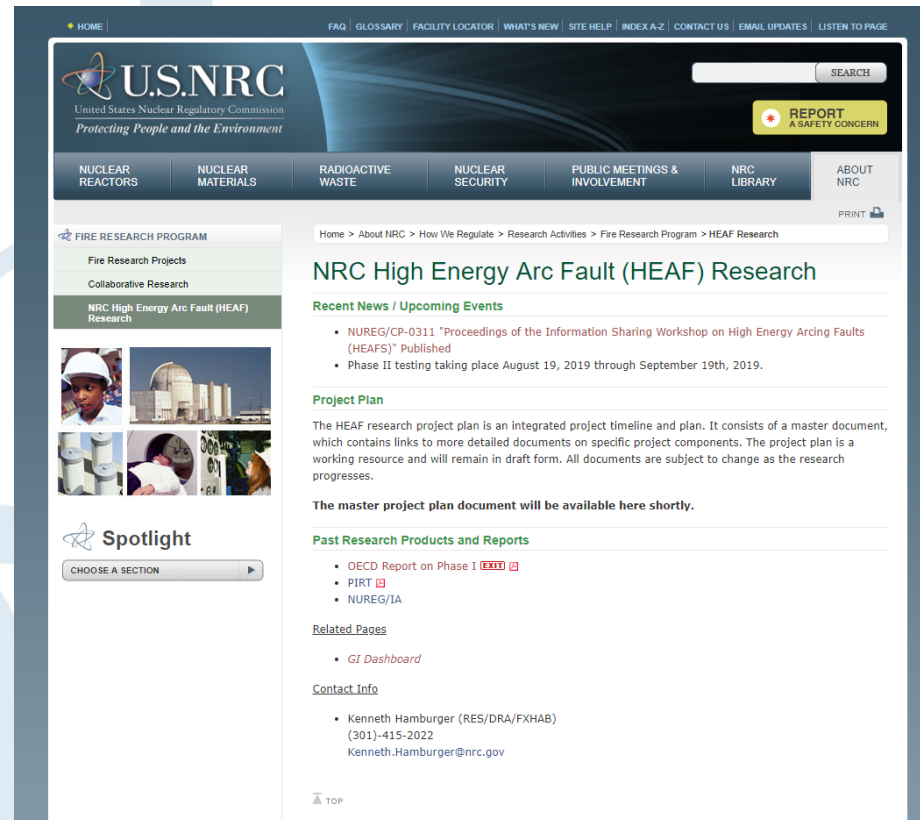 HOME
FAQ | GLOSSARY | FACILITY LOCATOR | WHAT'S NEW | SITE HELP | INDEX A-Z | CONTACT US | EMAIL UPDATES | LISTEN TO PAGE
U.S.NRC
United States Nuclear Regulatory Commission
Protecting People and the Environment
SEARCH
REPORT
A SAFETY CONCERN
NUCLEAR REACTORS
NUCLEAR MATERIALS
RADIOACTIVE WASTE
NUCLEAR SECURITY
PUBLIC MEETINGS & INVOLVEMENT
NRC LIBRARY
ABOUT NRC
PRINT
FIRE RESEARCH PROGRAM
Fire Research Projects
Collaborative Research
NRC High Energy Arc Fault (HEAF)
Research
Spotlight
CHOOSE A SECTION
Home > About NRC > How We Regulate > Research Activities > Fire Research Program > HEAF Research
NRC High Energy Arc Fault (HEAF) Research
Recent News / Upcoming Events
• NUREG/CP-0311 "Proceedings of the Information Sharing Workshop on High Energy Arcing Faults
(HEAFS)" Published
• Phase II testing taking place August 19, 2019 through September 19th, 2019.
Project Plan
The HEAF research project plan is an integrated project timeline and plan. It consists of a master document,
which contains links to more detailed documents on specific project components. The project plan is a
working resource and will remain in draft form. All documents are subject to change as the research
progresses.
The master project plan document will be available here shortly.
Past Research Products and Reports
• OECD Report on Phase I EXIT
• PIRT
• NUREG/IA
Related Pages
• GI Dashboard
Contact Info
• Kenneth Hamburger (RES/DRA/FXHAB)
(301)-415-2022
Kenneth.Hamburger@nrc.gov
TOP